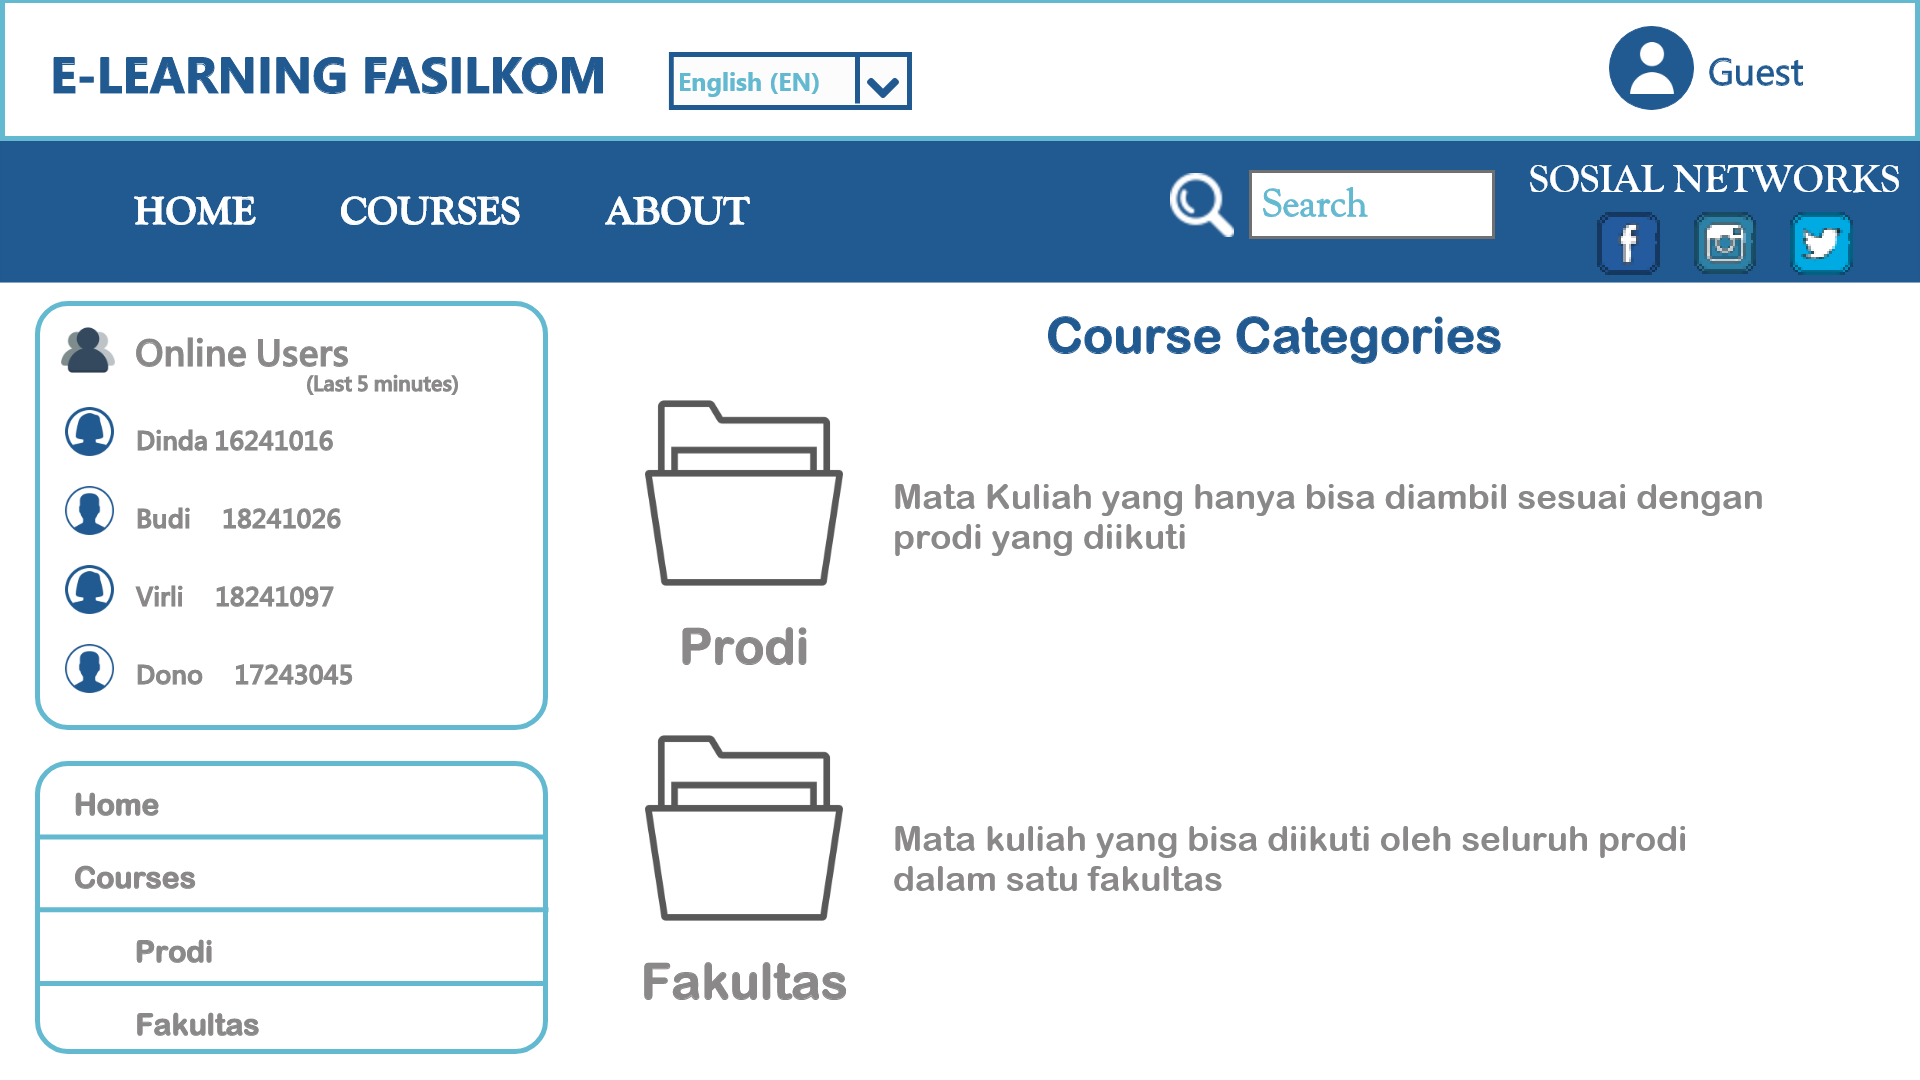 E-LEARNING FASILKOM
English (EN)
Guest
HOME COURSES ABOUT
Search
SOSIAL NETWORKS
Online Users
(Last 5 minutes)
Dinda 16241016
Budi 18241026
Virli 18241097
Dono 17243045
Home
Courses
Prodi
Fakultas
Course Categories
Mata Kuliah yang hanya bisa diambil sesuai dengan
prodi yang diikuti
Prodi
Mata kuliah yang bisa diikuti oleh seluruh prodi
dalam satu fakultas
Fakultas